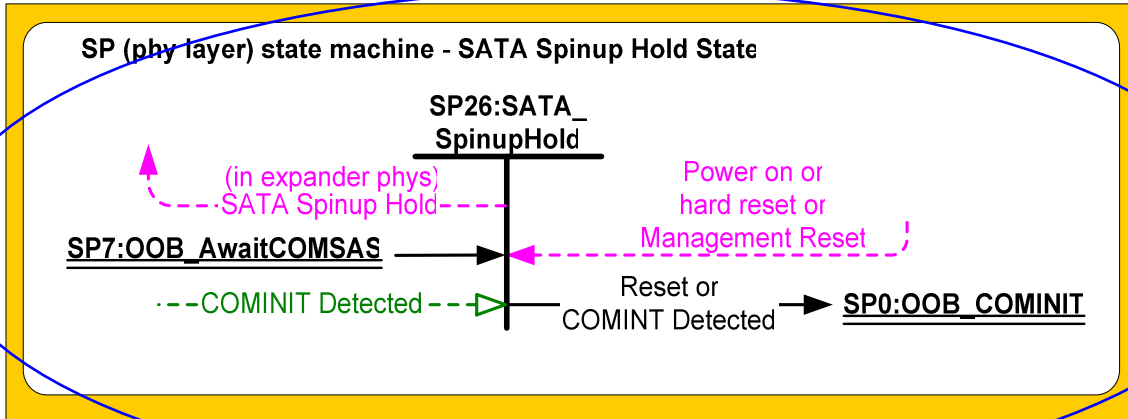 SP (phy layer) state machine - SATA Spinup Hold State
SP26:SATA_
SpinupHold
(in expander phys)
SATA Spinup Hold
Power on or
hard reset or
Management Reset
SP7:OOB_AwaitCOMSAS
COMINIT Detected
Reset or
COMINT Detected
SP0:OOB_COMINIT